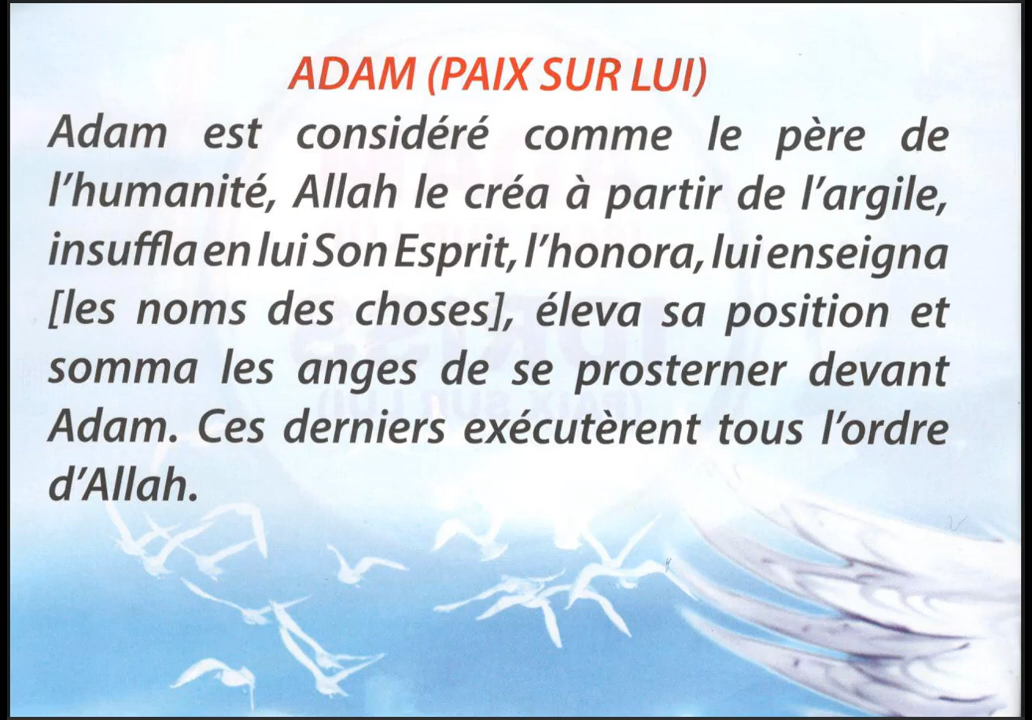 ADAM (PAIX SUR LUI)
Adam est considéré comme le père de
l'humanité, Allah le créa à partir de l'argile,
insuffla en lui Son Esprit, l'honora, lui enseigna
[les noms des choses], éleva sa position et
somma les anges de se prosterner devant
Adam. Ces derniers exécutèrent tous l'ordre
d'Allah.